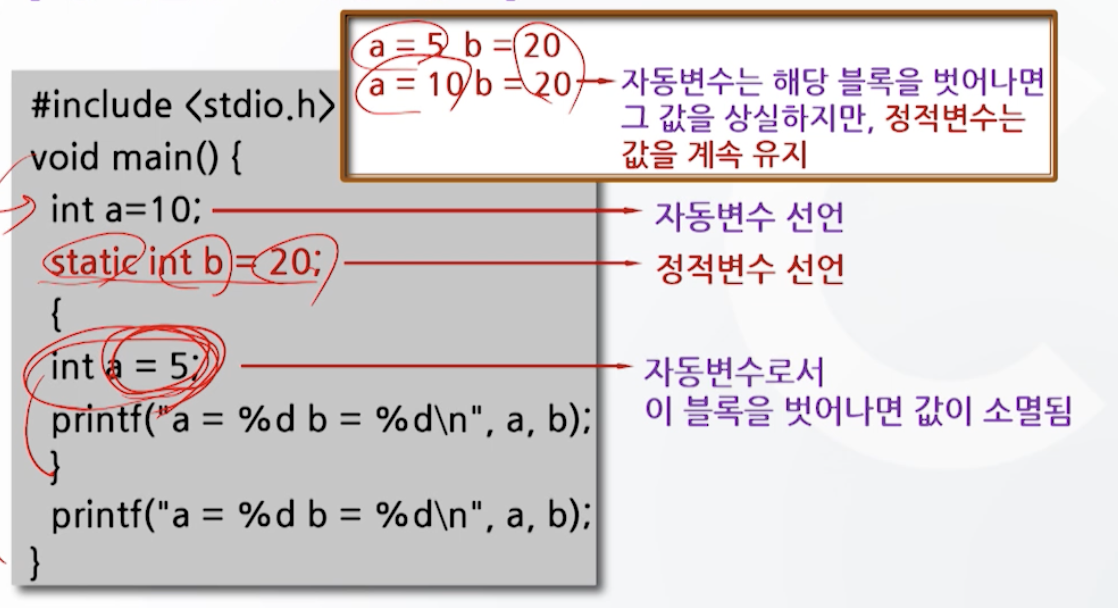 a = 5 b = 20
a = 10 b = 20
자동변수는 해당 블록을 벗어나면
그 값을 상실하지만, 정적변수는
값을 계속 유지
#include <stdio.h>
void main() {
int a=10;
자동변수 선언
static int b = 20;
정적변수 선언
{
int a = 5;
자동변수로서
이 블록을 벗어나면 값이 소멸됨
printf("a = %d b = %d\n", a, b);
}
printf("a = %d b = %d\n", a, b);
}